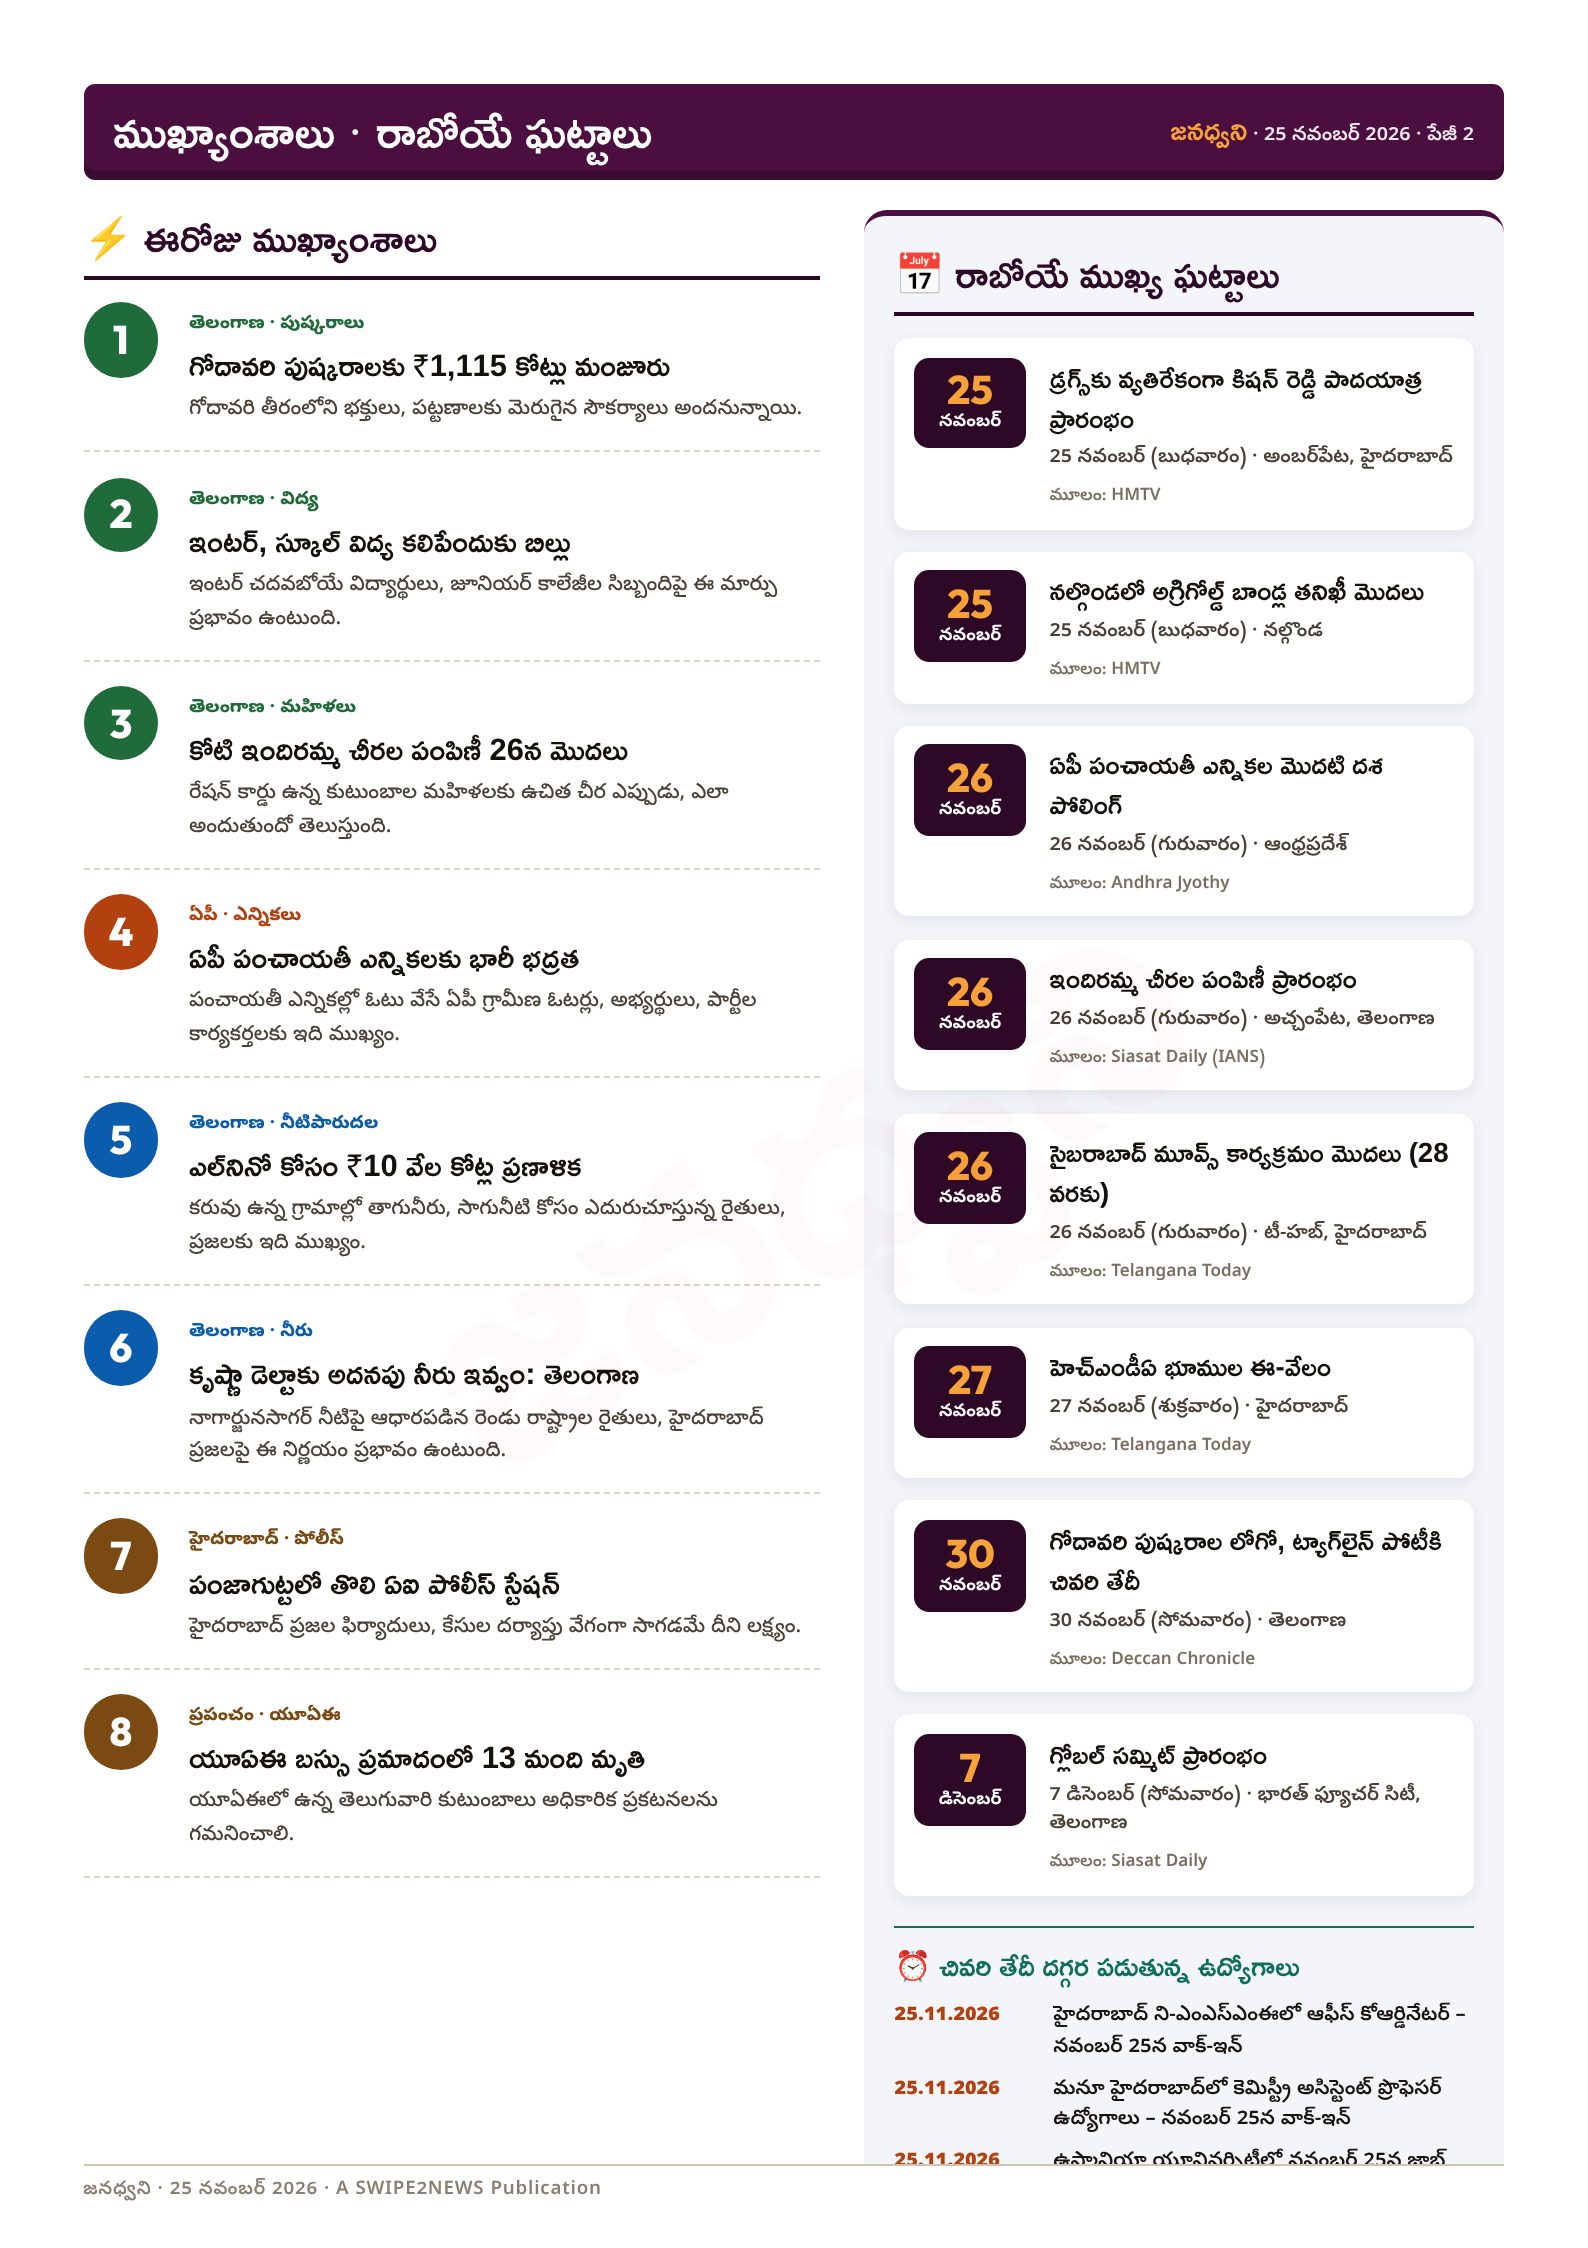 ముఖ్యాంశాలు · రాబోయే ఘట్టాలు
జనధ్వని · 25 నవంబర్ 2026 · పేజీ 2
⚡ ఈరోజు ముఖ్యాంశాలు
1
తెలంగాణ · పుష్కరాలు
గోదావరి పుష్కరాలకు ₹1,115 కోట్లు మంజూరు
గోదావరి తీరంలోని భక్తులు, పట్టణాలకు మెరుగైన సౌకర్యాలు అందనున్నాయి.
2
తెలంగాణ · విద్య
ఇంటర్, స్కూల్ విద్య కలిపేందుకు బిల్లు
ఇంటర్ చదవబోయే విద్యార్థులు, జూనియర్ కాలేజీల సిబ్బందిపై ఈ మార్పు
ప్రభావం ఉంటుంది.
3
తెలంగాణ · మహిళలు
కోటి ఇందిరమ్మ చీరల పంపిణీ 26న మొదలు
రేషన్ కార్డు ఉన్న కుటుంబాల మహిళలకు ఉచిత చీర ఎప్పుడు, ఎలా
అందుతుందో తెలుస్తుంది.
4
ఏపీ · ఎన్నికలు
ఏపీ పంచాయతీ ఎన్నికలకు భారీ భద్రత
పంచాయతీ ఎన్నికల్లో ఓటు వేసే ఏపీ గ్రామీణ ఓటర్లు, అభ్యర్థులు, పార్టీల
కార్యకర్తలకు ఇది ముఖ్యం.
5
తెలంగాణ · నీటిపారుదల
ఎల్‌నినో కోసం ₹10 వేల కోట్ల ప్రణాళిక
కరువు ఉన్న గ్రామాల్లో తాగునీరు, సాగునీటి కోసం ఎదురుచూస్తున్న రైతులు,
ప్రజలకు ఇది ముఖ్యం.
6
తెలంగాణ · నీరు
కృష్ణా డెల్టాకు అదనపు నీరు ఇవ్వం: తెలంగాణ
నాగార్జునసాగర్ నీటిపై ఆధారపడిన రెండు రాష్ట్రాల రైతులు, హైదరాబాద్
ప్రజలపై ఈ నిర్ణయం ప్రభావం ఉంటుంది.
7
హైదరాబాద్ · పోలీస్
పంజాగుట్టలో తొలి ఏఐ పోలీస్ స్టేషన్
హైదరాబాద్ ప్రజల ఫిర్యాదులు, కేసుల దర్యాప్తు వేగంగా సాగడమే దీని లక్ష్యం.
8
ప్రపంచం · యూఏఈ
యూఏఈ బస్సు ప్రమాదంలో 13 మంది మృతి
యూఏఈలో ఉన్న తెలుగువారి కుటుంబాలు అధికారిక ప్రకటనలను
గమనించాలి.
📅 రాబోయే ముఖ్య ఘట్టాలు
25
నవంబర్
డ్రగ్స్‌కు వ్యతిరేకంగా కిషన్ రెడ్డి పాదయాత్ర
ప్రారంభం
25 నవంబర్ (బుధవారం) · అంబర్‌పేట, హైదరాబాద్
మూలం: HMTV
25
నవంబర్
నల్గొండలో అగ్రిగోల్డ్ బాండ్ల తనిఖీ మొదలు
25 నవంబర్ (బుధవారం) · నల్గొండ
మూలం: HMTV
26
నవంబర్
ఏపీ పంచాయతీ ఎన్నికల మొదటి దశ
పోలింగ్
26 నవంబర్ (గురువారం) · ఆంధ్రప్రదేశ్
మూలం: Andhra Jyothy
26
నవంబర్
ఇందిరమ్మ చీరల పంపిణీ ప్రారంభం
26 నవంబర్ (గురువారం) · అచ్చంపేట, తెలంగాణ
మూలం: Siasat Daily (IANS)
26
నవంబర్
సైబరాబాద్ మూవ్స్ కార్యక్రమం మొదలు (28
వరకు)
26 నవంబర్ (గురువారం) · టీ-హబ్, హైదరాబాద్
మూలం: Telangana Today
27
నవంబర్
హెచ్‌ఎండీఏ భూముల ఈ-వేలం
27 నవంబర్ (శుక్రవారం) · హైదరాబాద్
మూలం: Telangana Today
30
నవంబర్
గోదావరి పుష్కరాల లోగో, ట్యాగ్‌లైన్ పోటీకి
చివరి తేదీ
30 నవంబర్ (సోమవారం) · తెలంగాణ
మూలం: Deccan Chronicle
7
డిసెంబర్
గ్లోబల్ సమ్మిట్ ప్రారంభం
7 డిసెంబర్ (సోమవారం) · భారత్ ఫ్యూచర్ సిటీ,
తెలంగాణ
మూలం: Siasat Daily
⏰ చివరి తేదీ దగ్గర పడుతున్న ఉద్యోగాలు
25.11.2026
హైదరాబాద్ ని-ఎంఎస్ఎంఈలో ఆఫీస్ కోఆర్డినేటర్ –
నవంబర్ 25న వాక్-ఇన్
25.11.2026
మనూ హైదరాబాద్‌లో కెమిస్ట్రీ అసిస్టెంట్ ప్రొఫెసర్
ఉద్యోగాలు – నవంబర్ 25న వాక్-ఇన్
25.11.2026
ఉస్మానియా యూనివర్సిటీలో నవంబర్ 25న జాబ్
జనధ్వని · 25 నవంబర్ 2026 · A SWIPE2NEWS Publication
జనధ్వని